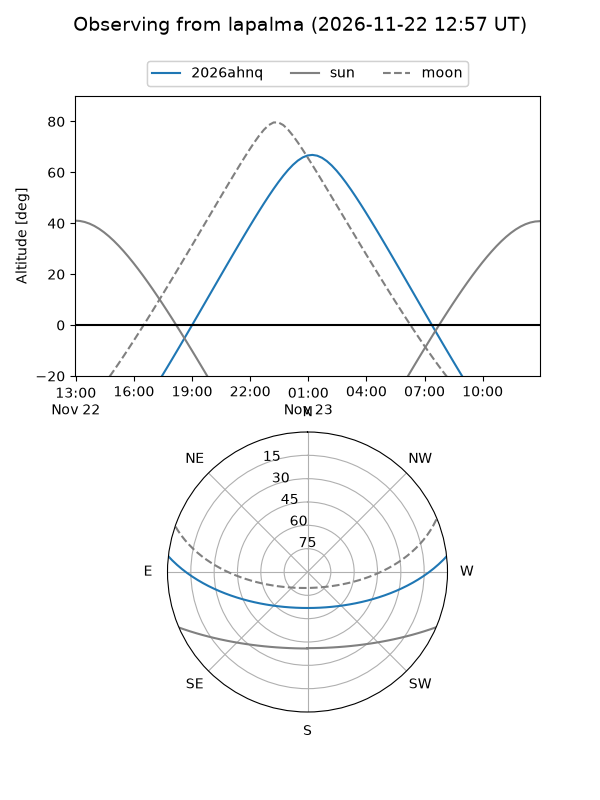 Observing from lapalma (2026-11-22 12:57 UT)
2026ahnq sun moon
80
60
40
20
0
−20
Altitude [deg]
13:00 16:00 19:00 22:00 01:00 04:00 07:00 10:00
Nov 22 Nov 23
N
NE NW
15
30
45
60
75
E W
SE SW
S